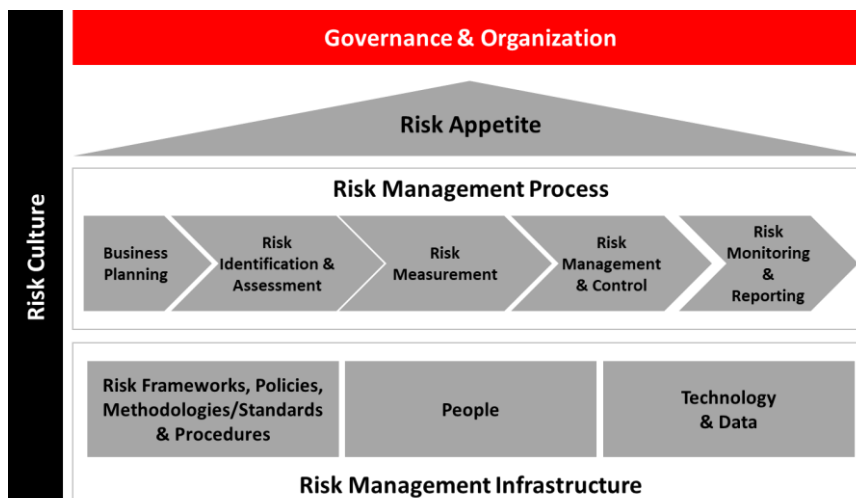 Governance & Organization
Risk Culture
Risk Appetite
Risk Management Process
Business
Planning
Risk
Identification &
Assessment
Risk
Measurement
Risk
Management
& Control
Risk
Monitoring
&
Reporting
Risk Frameworks, Policies,
Methodologies/Standards
& Procedures
People
Technology
& Data
Risk Management Infrastructure